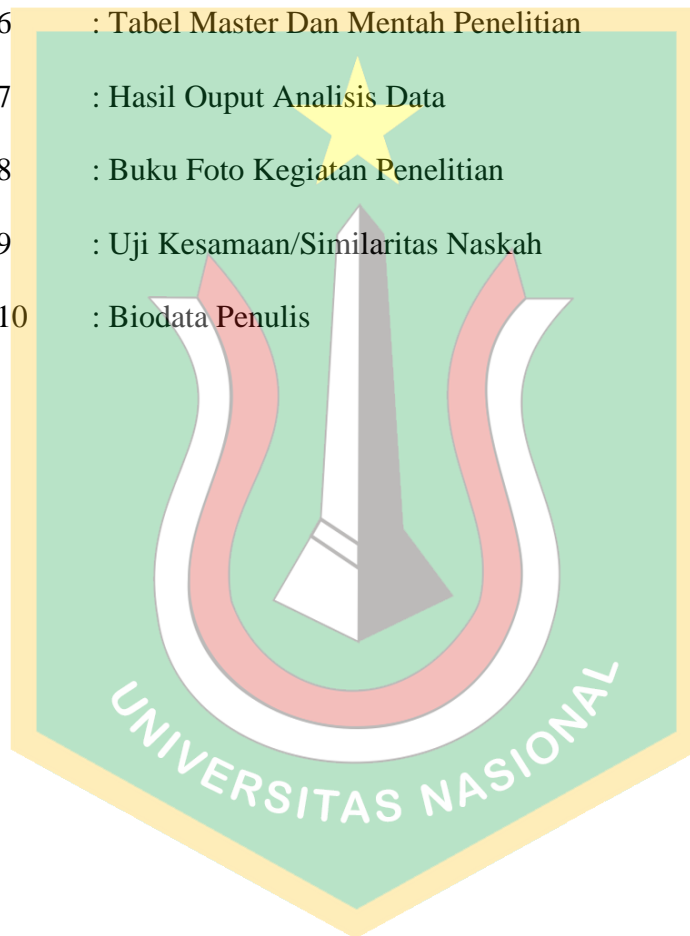 6 : Tabel Master Dan Mentah Penelitian
7 : Hasil Ouput Analisis Data
8 : Buku Foto Kegiatan Penelitian
9 : Uji Kesamaan/Similaritas Naskah
10 : Biodata Penulis
UNIVERSITAS NASIONAL